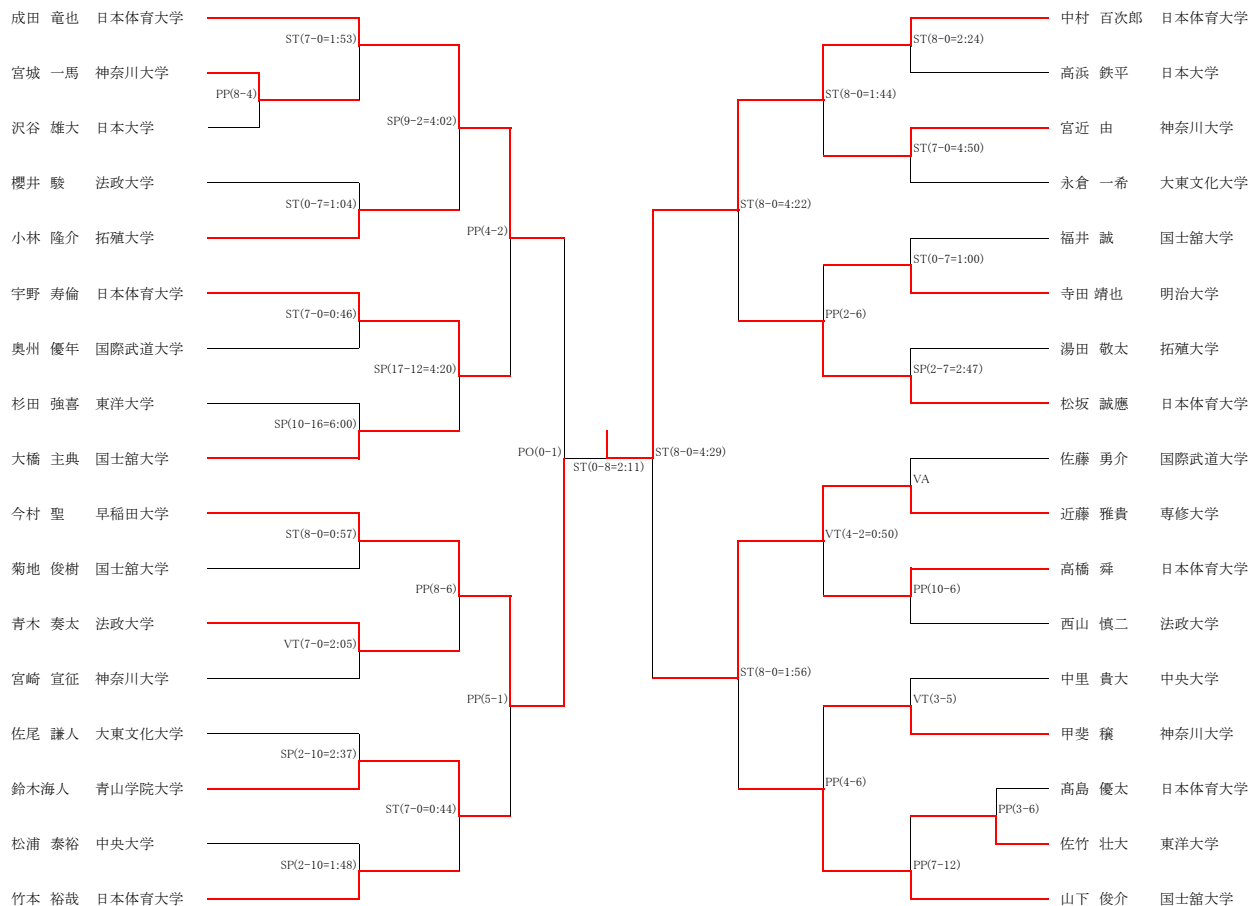 成田 竜也 日本体育大学
ST(7-0=1:53)
宮城 一馬 神奈川大学
PP(8-4)
沢谷 雄大 日本大学
SP(9-2=4:02)
櫻井 駿 法政大学
ST(0-7=1:04)
小林 隆介 拓殖大学
PP(4-2)
宇野 寿倫 日本体育大学
ST(7-0=0:46)
奥州 優年 国際武道大学
SP(17-12=4:20)
杉田 強喜 東洋大学
SP(10-16=6:00)
大橋 主典 国士舘大学
PO(0-1)
ST(0-8=2:11)
今村 聖 早稲田大学
ST(8-0=0:57)
菊地 俊樹 国士舘大学
PP(8-6)
青木 奏太 法政大学
VT(7-0=2:05)
宮崎 宣征 神奈川大学
PP(5-1)
佐尾 謙人 大東文化大学
SP(2-10=2:37)
鈴木海人 青山学院大学
ST(7-0=0:44)
松浦 泰裕 中央大学
SP(2-10=1:48)
竹本 裕哉 日本体育大学
中村 百次郎 日本体育大学
ST(8-0=2:24)
高浜 鉄平 日本大学
ST(8-0=1:44)
宮近 由 神奈川大学
ST(7-0=4:50)
永倉 一希 大東文化大学
ST(8-0=4:22)
福井 誠 国士舘大学
ST(0-7=1:00)
寺田 靖也 明治大学
PP(2-6)
湯田 敬太 拓殖大学
SP(2-7=2:47)
松坂 誠應 日本体育大学
ST(8-0=4:29)
佐藤 勇介 国際武道大学
VA
近藤 雅貴 専修大学
VT(4-2=0:50)
高橋 舜 日本体育大学
PP(10-6)
西山 慎二 法政大学
ST(8-0=1:56)
中里 貴大 中央大学
VT(3-5)
甲斐 穣 神奈川大学
PP(4-6)
髙島 優太 日本体育大学
PP(3-6)
佐竹 壮大 東洋大学
PP(7-12)
山下 俊介 国士舘大学